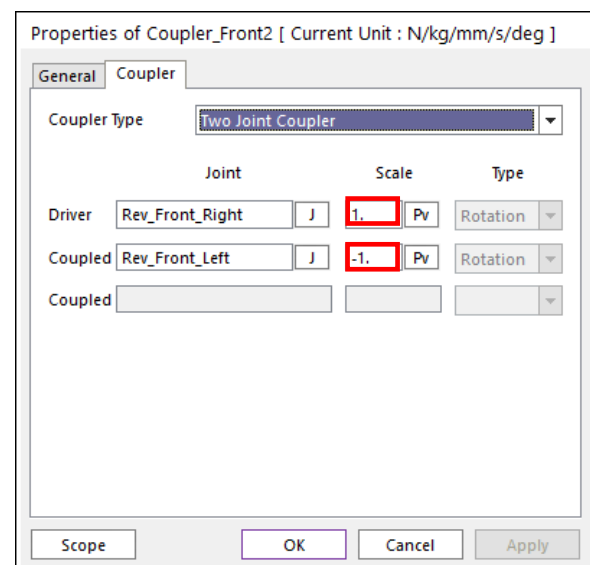 Properties of Coupler_Front2 [ Current Unit : N/kg/mm/s/deg ]
General Coupler
Coupler Type Two Joint Coupler
Joint Scale Type
Driver Rev_Front_Right J 1. Pv Rotation
Coupled Rev_Front_Left J -1. Pv Rotation
Coupled
Scope OK Cancel Apply